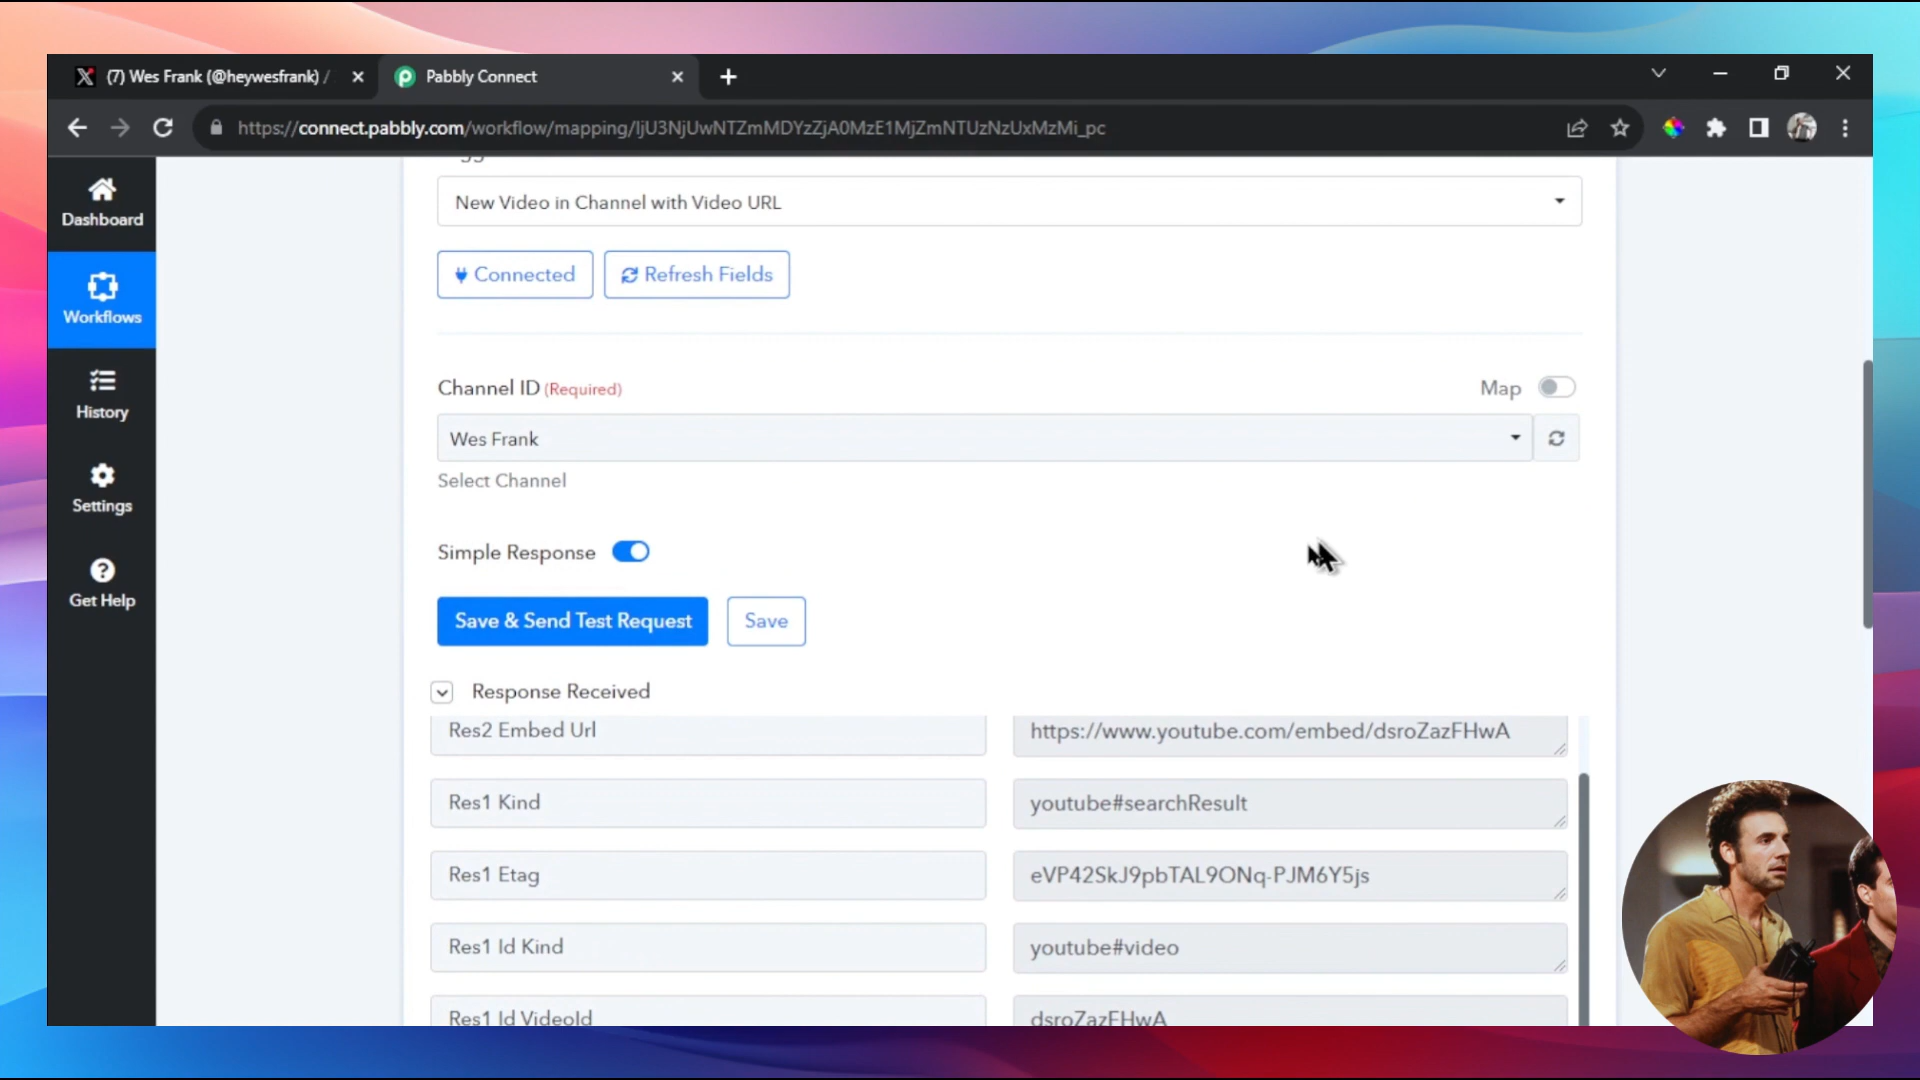 (7) Wes Frank (@heywesfrank) /
Pabbly Connect
https://connect.pabbly.com/workflow/mapping/IjU3NjUwNTZmMDYzZjA0MzE1MjZmNTUzNzUxMzMi_pc
Dashboard
Workflows
History
Settings
Get Help
New Video in Channel with Video URL
Connected
Refresh Fields
Channel ID (Required)
Map
Wes Frank
Select Channel
Simple Response
Save & Send Test Request
Save
Response Received
Res2 Embed Url
https://www.youtube.com/embed/dsroZazFHwA
Res1 Kind
youtube#searchResult
Res1 Etag
eVP42SkJ9pbTAL9ONq-PJM6Y5js
Res1 Id Kind
youtube#video
Res1 Id VideoId
dsroZazFHwA